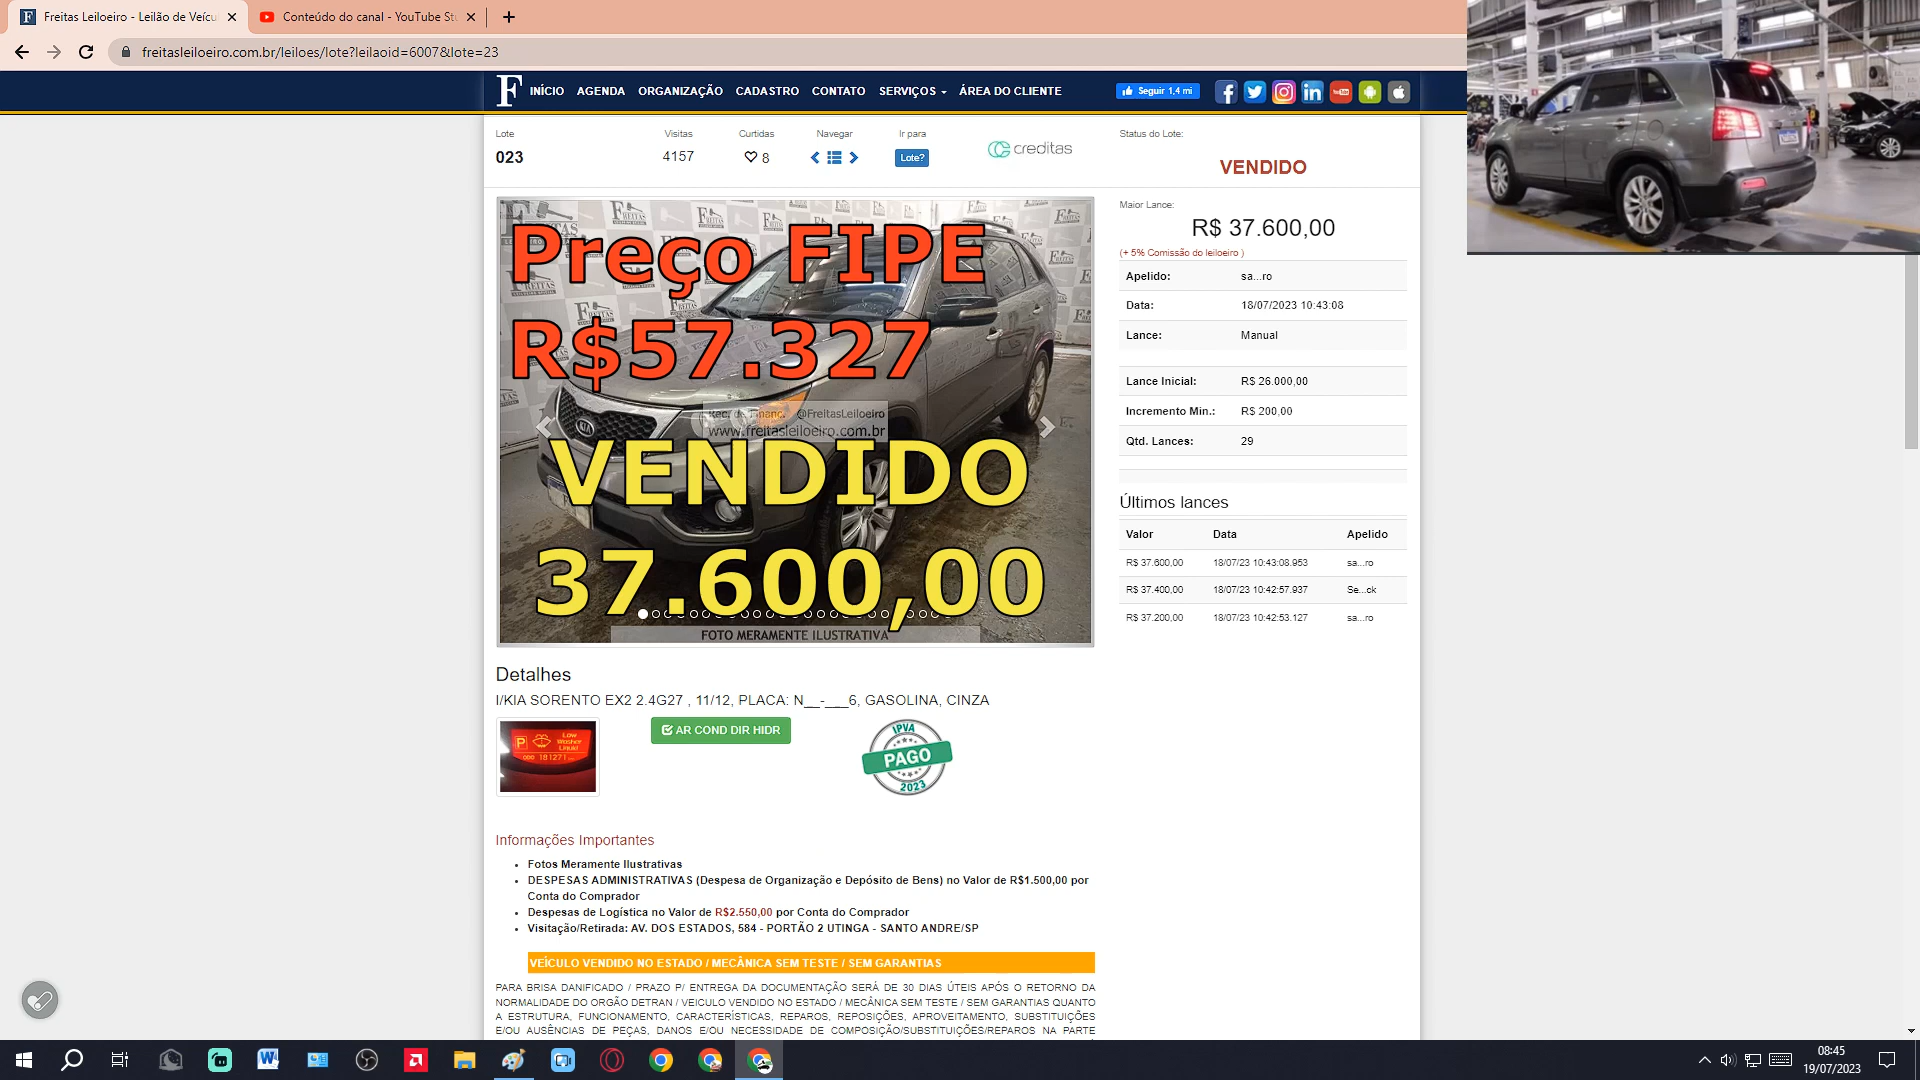 Freitas Leiloeiro - Leilão de Veícu
Conteúdo do canal - YouTube Stu
freitasleiloeiro.com.br/leiloes/lote?leilaoid=6007&lote=23
F INÍCIO AGENDA ORGANIZAÇÃO CADASTRO CONTATO SERVIÇOS ÁREA DO CLIENTE
Seguir 1,4 mi
Lote Visitas Curtidas Navegar Ir para
023 4157 8 Lote?
creditas
Status do Lote:
VENDIDO
Maior Lance:
R$ 37.600,00
(+ 5% Comissão do leiloeiro )
Apelido: sa...ro
Data: 18/07/2023 10:43:08
Lance: Manual
Lance Inicial: R$ 26.000,00
Incremento Min.: R$ 200,00
Qtd. Lances: 29
Últimos lances
Valor Data Apelido
R$ 37.600,00 18/07/23 10:43:08.953 sa...ro
R$ 37.400,00 18/07/23 10:42:57.937 Se...ck
R$ 37.200,00 18/07/23 10:42:53.127 sa...ro
Preço FIPE
R$57.327
Rec. de Financ. @FreitasLeiloeiro
www.freitasleiloeiro.com.br
VENDIDO
37.600,00
FOTO MERAMENTE ILUSTRATIVA
Detalhes
I/KIA SORENTO EX2 2.4G27 , 11/12, PLACA: N__-___6, GASOLINA, CINZA
P Low
Washer
Liquid
ODO 181271
AR COND DIR HIDR
IPVA
PAGO
2023
Informações Importantes
Fotos Meramente Ilustrativas
DESPESAS ADMINISTRATIVAS (Despesa de Organização e Depósito de Bens) no Valor de R$1.500,00 por
Conta do Comprador
Despesas de Logística no Valor de R$2.550,00 por Conta do Comprador
Visitação/Retirada: AV. DOS ESTADOS, 584 - PORTÃO 2 UTINGA - SANTO ANDRE/SP
VEÍCULO VENDIDO NO ESTADO / MECÂNICA SEM TESTE / SEM GARANTIAS
PARA BRISA DANIFICADO / PRAZO P/ ENTREGA DA DOCUMENTAÇÃO SERÁ DE 30 DIAS ÚTEIS APÓS O RETORNO DA
NORMALIDADE DO ORGÃO DETRAN / VEICULO VENDIDO NO ESTADO / MECÂNICA SEM TESTE / SEM GARANTIAS QUANTO
A ESTRUTURA, FUNCIONAMENTO, CARACTERÍSTICAS, REPAROS, REPOSIÇÕES, APROVEITAMENTO, SUBSTITUIÇÕES
E/OU AUSÊNCIAS DE PEÇAS, DANOS E/OU NECESSIDADE DE COMPOSIÇÃO/SUBSTITUIÇÕES/REPAROS NA PARTE
08:45
19/07/2023